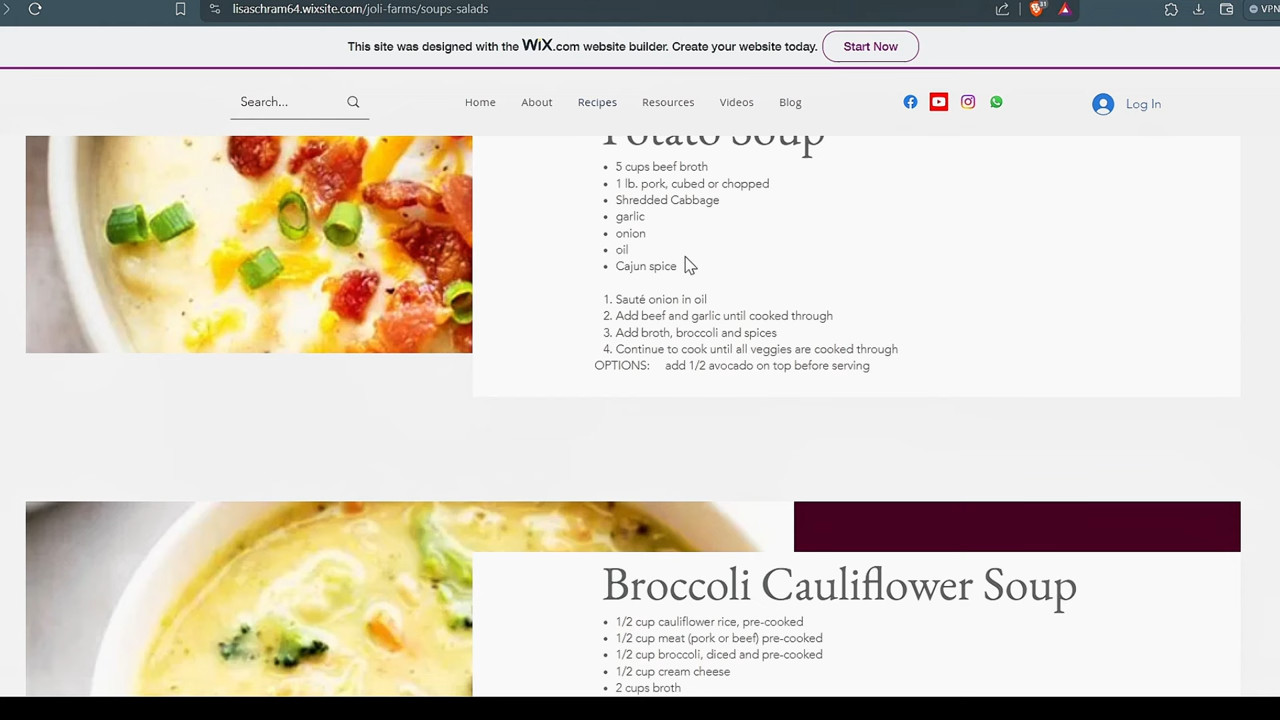 lisaschram64.wixsite.com/joli-farms/soups-salads
VPN
This site was designed with the WiX.com website builder. Create your website today.
Start Now
Search...
Home
About
Recipes
Resources
Videos
Blog
Log In
Potato Soup
• 5 cups beef broth
• 1 lb. pork, cubed or chopped
• Shredded Cabbage
• garlic
• onion
• oil
• Cajun spice
1. Sauté onion in oil
2. Add beef and garlic until cooked through
3. Add broth, broccoli and spices
4. Continue to cook until all veggies are cooked through
OPTIONS: add 1/2 avocado on top before serving
Broccoli Cauliflower Soup
• 1/2 cup cauliflower rice, pre-cooked
• 1/2 cup meat (pork or beef) pre-cooked
• 1/2 cup broccoli, diced and pre-cooked
• 1/2 cup cream cheese
• 2 cups broth